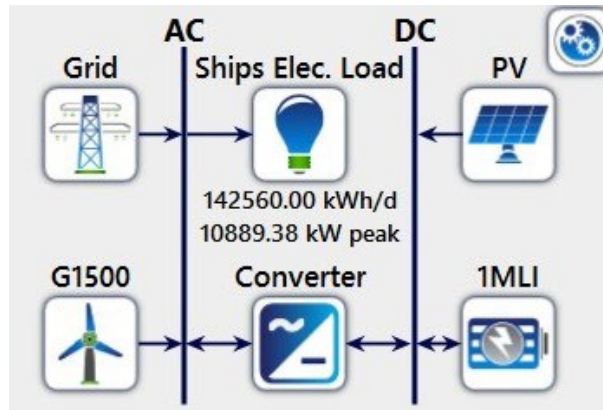 AC DC
Grid Ships Elec. Load PV
142560.00 kWh/d
10889.38 kW peak
G1500 Converter 1MLI